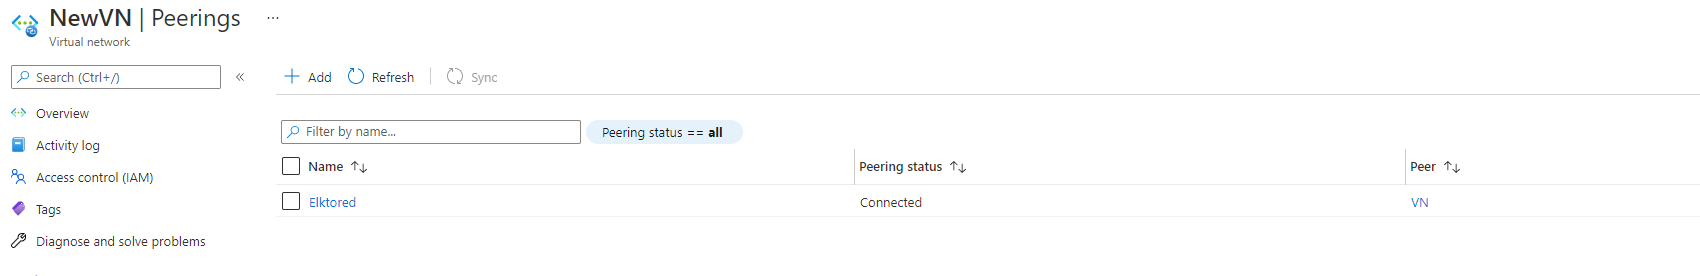 NewVN | Peerings ...
Virtual network
Search (Ctrl+/) «
Add Refresh Sync
Overview
Activity log
Access control (IAM)
Tags
Diagnose and solve problems
Filter by name... Peering status == all
Name ↑↓ Peering status ↑↓ Peer ↑↓
Elktored Connected VN